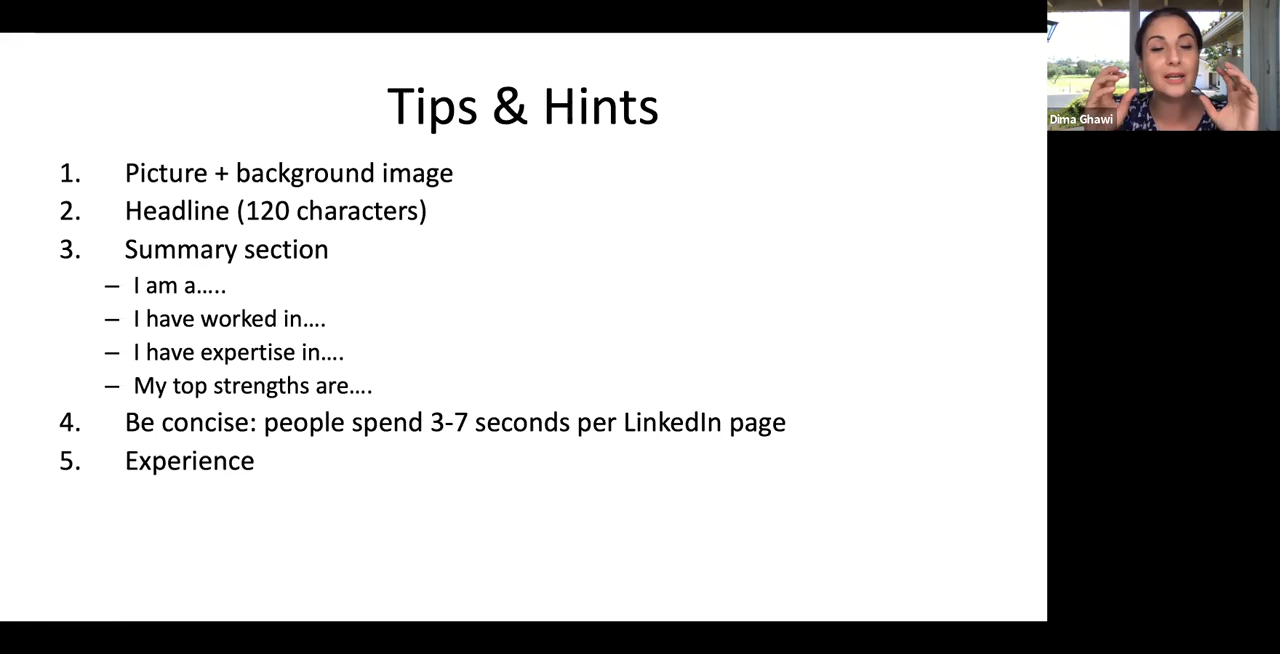 Tips & Hints
1. Picture + background image
2. Headline (120 characters)
3. Summary section
– I am a.....
– I have worked in....
– I have expertise in....
– My top strengths are....
4. Be concise: people spend 3-7 seconds per LinkedIn page
5. Experience
Dima Ghawi